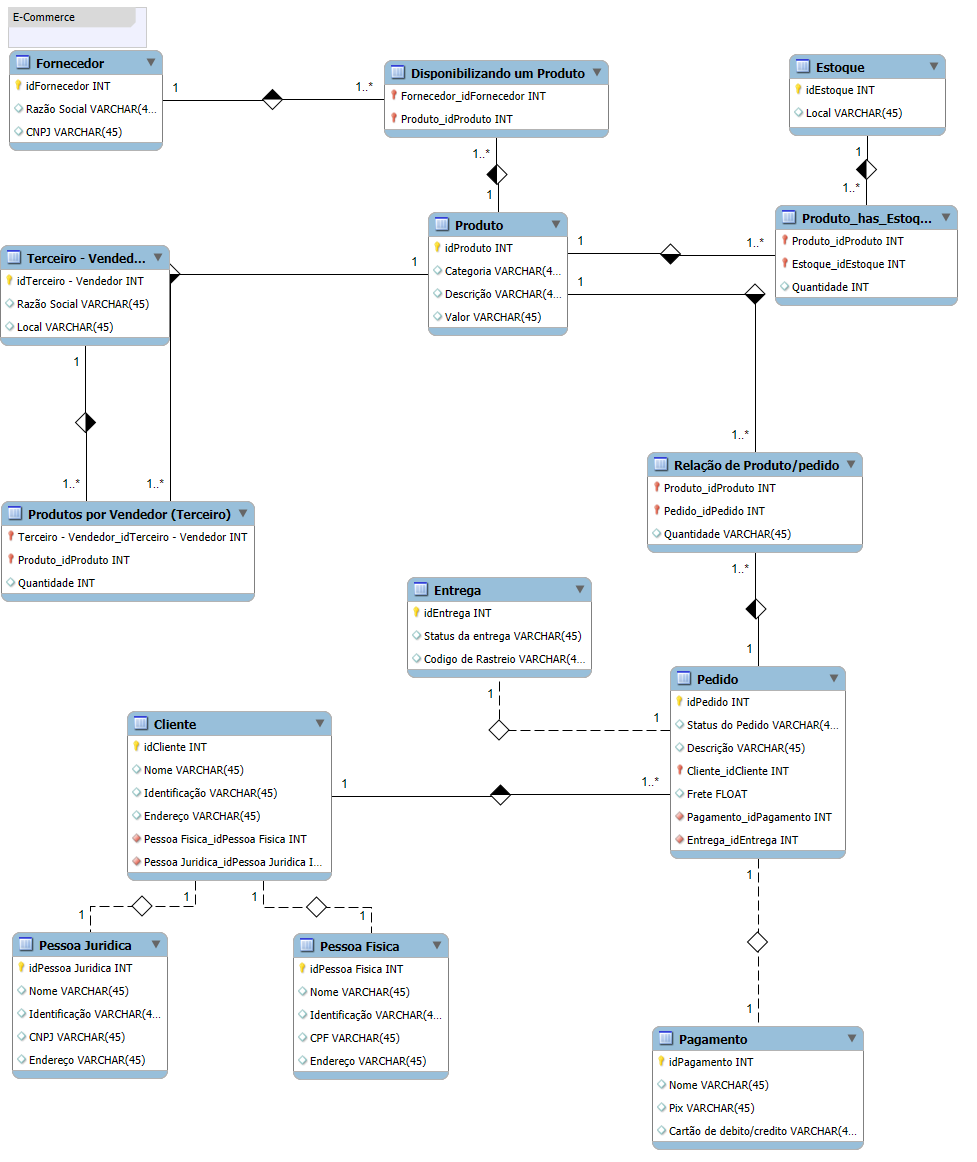 E-Commerce
Fornecedor
idFornecedor INT
Razão Social VARCHAR(4...
CNPJ VARCHAR(45)
1
1..*
Disponibilizando um Produto
Fornecedor_idFornecedor INT
Produto_idProduto INT
1..*
1
Estoque
idEstoque INT
Local VARCHAR(45)
1
1..*
Produto_has_Estoq...
Produto_idProduto INT
Estoque_idEstoque INT
Quantidade INT
Produto
idProduto INT
Categoria VARCHAR(4...
Descrição VARCHAR(4...
Valor VARCHAR(45)
1
1..*
1
1..*
1
1..*
Terceiro - Vended...
idTerceiro - Vendedor INT
Razão Social VARCHAR(45)
Local VARCHAR(45)
1
1..*
Produtos por Vendedor (Terceiro)
Terceiro - Vendedor_idTerceiro - Vendedor INT
Produto_idProduto INT
Quantidade INT
Relação de Produto/pedido
Produto_idProduto INT
Pedido_idPedido INT
Quantidade VARCHAR(45)
1..*
1
Entrega
idEntrega INT
Status da entrega VARCHAR(45)
Codigo de Rastreio VARCHAR(4...
1
1
Pedido
idPedido INT
Status do Pedido VARCHAR(4...
Descrição VARCHAR(45)
Cliente_idCliente INT
Frete FLOAT
Pagamento_idPagamento INT
Entrega_idEntrega INT
Cliente
idCliente INT
Nome VARCHAR(45)
Identificação VARCHAR(45)
Endereço VARCHAR(45)
Pessoa Fisica_idPessoa Fisica INT
Pessoa Juridica_idPessoa Juridica I...
1
1..*
1
1
1
1
Pessoa Juridica
idPessoa Juridica INT
Nome VARCHAR(45)
Identificação VARCHAR(4...
CNPJ VARCHAR(45)
Endereço VARCHAR(45)
Pessoa Fisica
idPessoa Fisica INT
Nome VARCHAR(45)
Identificação VARCHAR(4...
CPF VARCHAR(45)
Endereço VARCHAR(45)
1
1
Pagamento
idPagamento INT
Nome VARCHAR(45)
Pix VARCHAR(45)
Cartão de debito/credito VARCHAR(4...